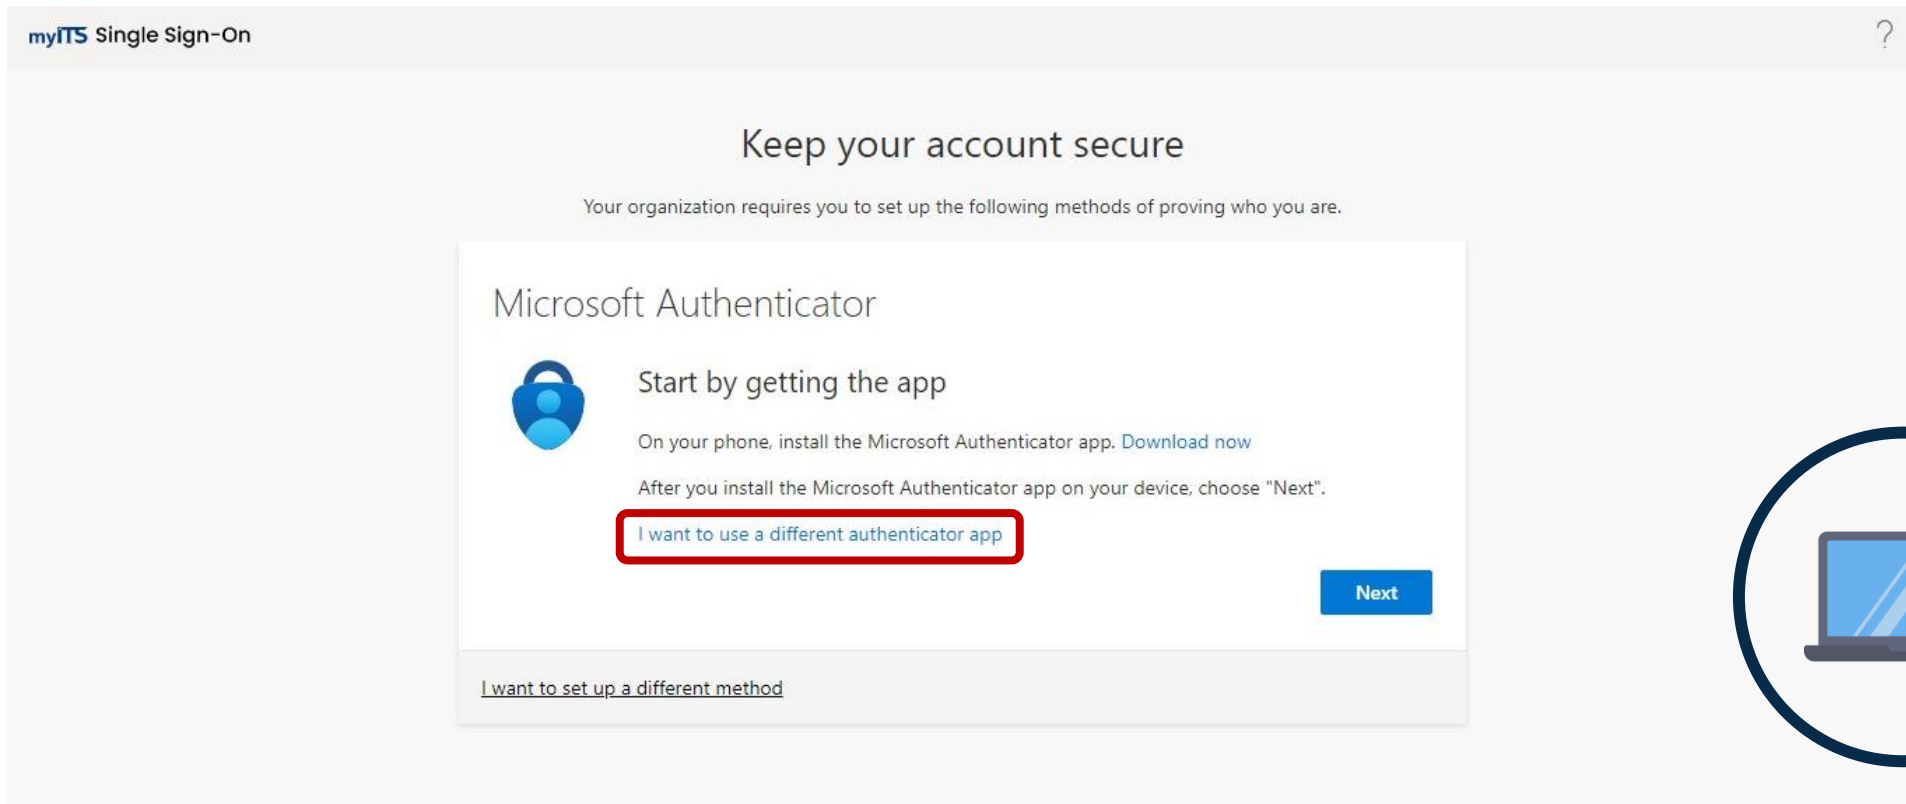 myITS Single Sign-On
?
Keep your account secure
Your organization requires you to set up the following methods of proving who you are.
Microsoft Authenticator
Start by getting the app
On your phone, install the Microsoft Authenticator app. Download now
After you install the Microsoft Authenticator app on your device, choose "Next".
I want to use a different authenticator app
Next
I want to set up a different method